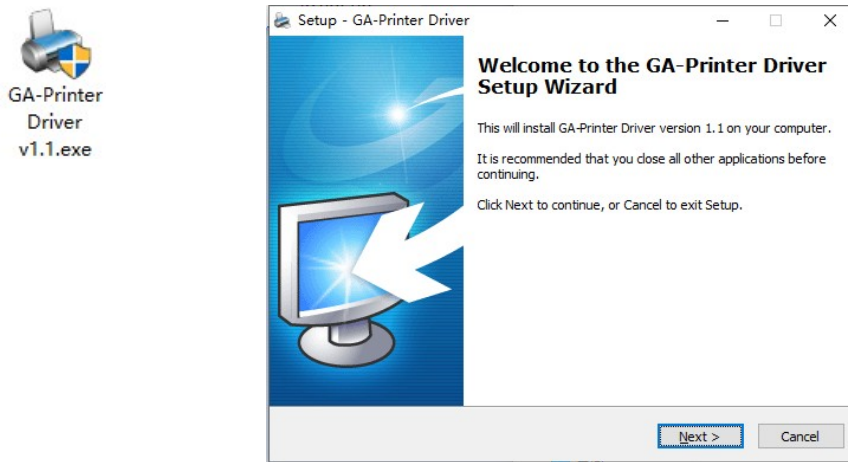 GA-Printer
Driver
v1.1.exe
Setup - GA-Printer Driver
Welcome to the GA-Printer Driver
Setup Wizard
This will install GA-Printer Driver version 1.1 on your computer.
It is recommended that you close all other applications before
continuing.
Click Next to continue, or Cancel to exit Setup.
Next >
Cancel